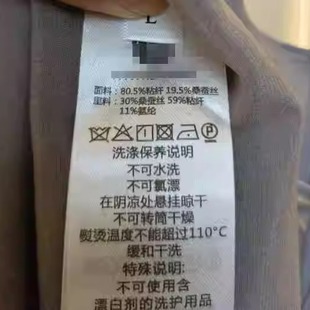 L
面料：80.5%粘纤 19.5%桑蚕丝
里料：30%桑蚕丝 59%粘纤
11%氨纶
洗涤保养说明
不可水洗
不可氯漂
在阴凉处悬挂晾干
不可转筒干燥
熨烫温度不能超过110°C
缓和干洗
特殊说明：
不可使用含
漂白剂的洗护用品